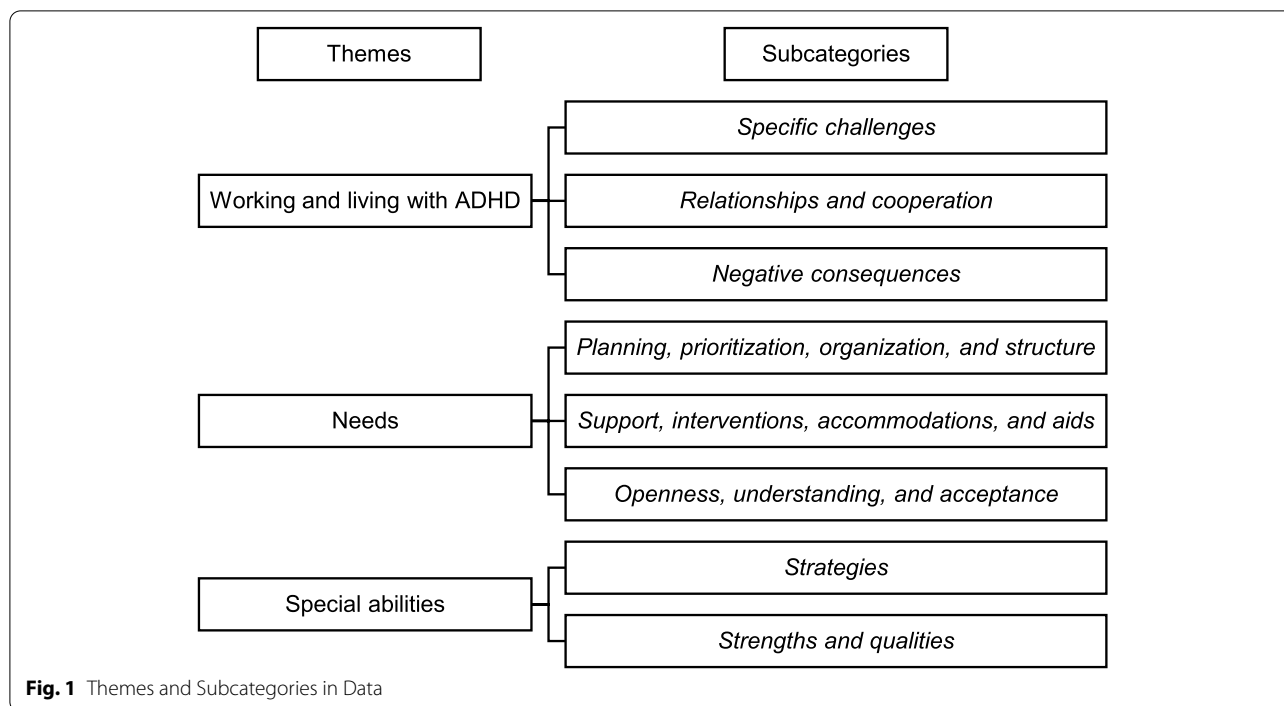 Themes
Subcategories
Working and living with ADHD
Specific challenges
Relationships and cooperation
Negative consequences
Needs
Planning, prioritization, organization, and structure
Support, interventions, accommodations, and aids
Openness, understanding, and acceptance
Special abilities
Strategies
Strengths and qualities
Fig. 1 Themes and Subcategories in Data